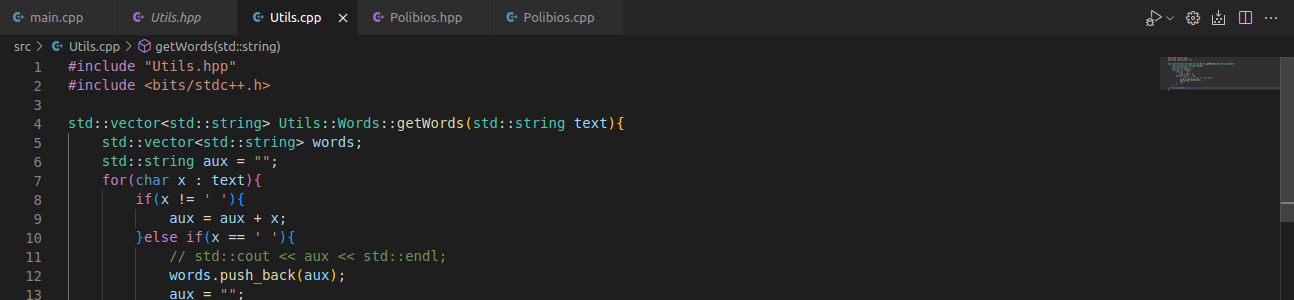 main.cpp Utils.hpp Utils.cpp Polibios.hpp Polibios.cpp
src > Utils.cpp > getWords(std::string)
1 #include "Utils.hpp"
2 #include <bits/stdc++.h>
3
4 std::vector<std::string> Utils::Words::getWords(std::string text){
5 std::vector<std::string> words;
6 std::string aux = "";
7 for(char x : text){
8 if(x != ' '){
9 aux = aux + x;
10 }else if(x == ' '){
11 // std::cout << aux << std::endl;
12 words.push_back(aux);
13 aux = "";